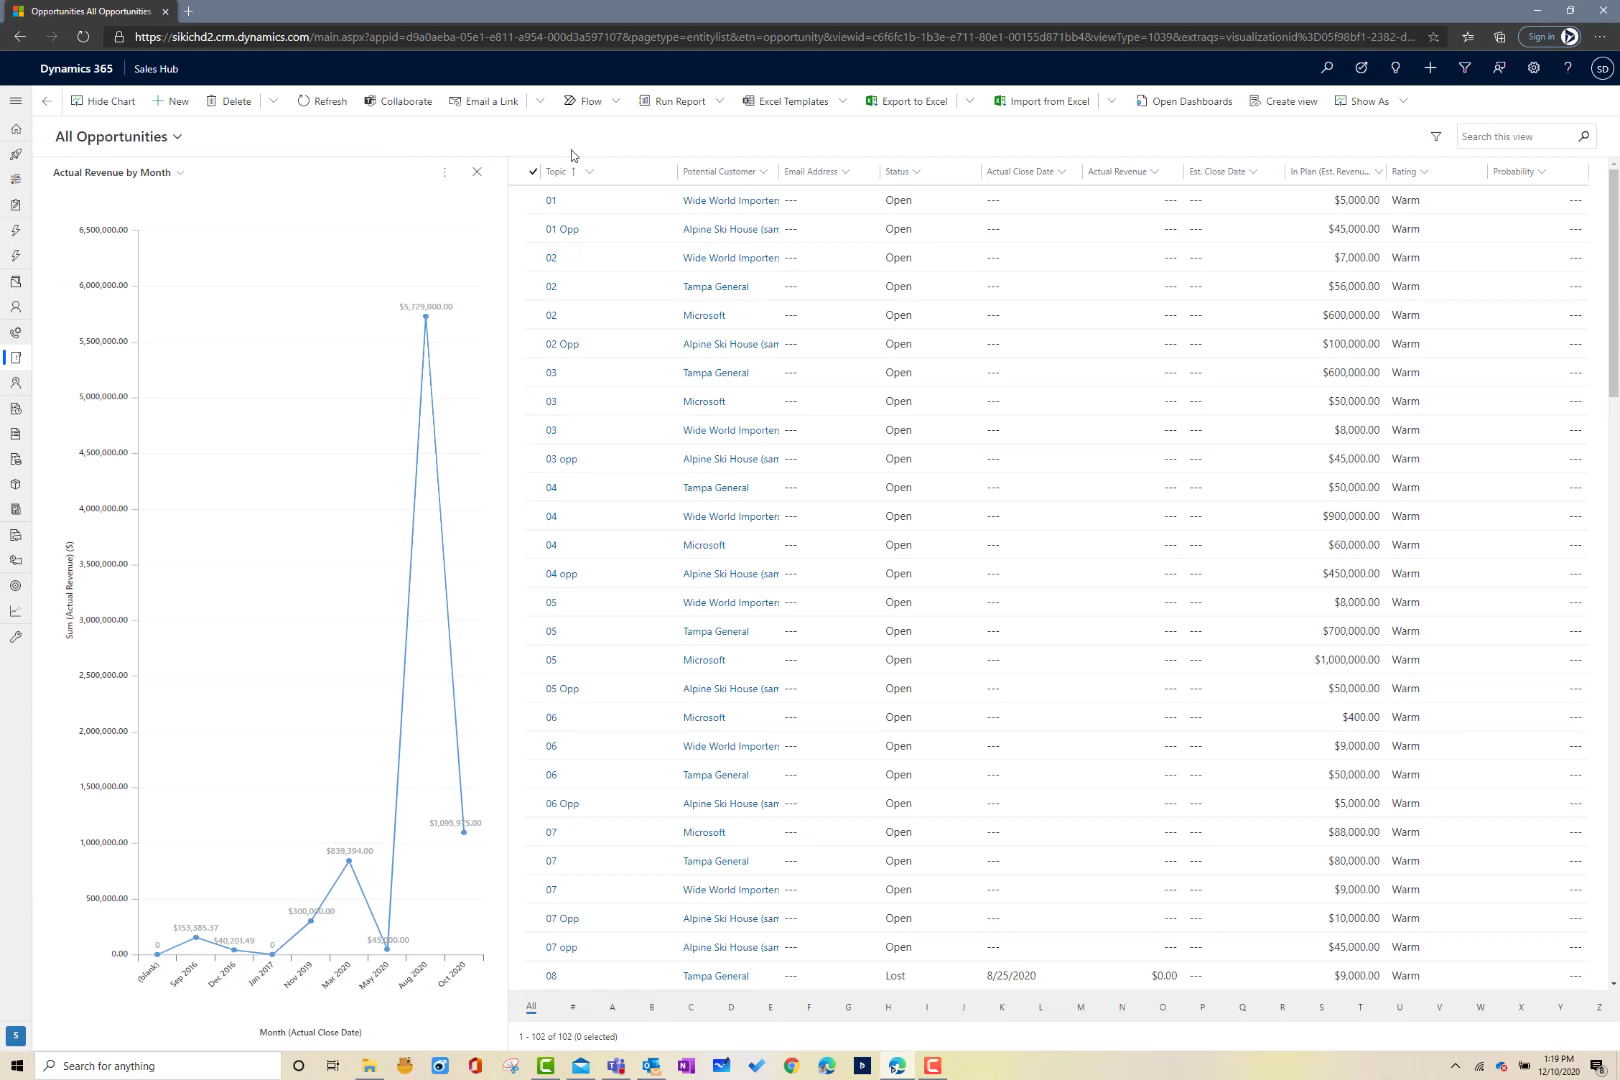 Opportunities All Opportunities
https://sikichd2.crm.dynamics.com/main.aspx?appid=d9a0aeba-05e1-e811-a954-000d3a597107&pagetype=entitylist&etn=opportunity&viewid=c6f6fc1b-1b3e-e711-80e1-00155d871bb4&viewType=1039&extraqs=visualizationid%3D05f98bf1-2382-d...
Sign in
Dynamics 365 Sales Hub
SD
Hide Chart New Delete Refresh Collaborate Email a Link Flow Run Report Excel Templates Export to Excel Import from Excel Open Dashboards Create view Show As
All Opportunities
Search this view
Actual Revenue by Month
6,500,000.00
6,000,000.00
$5,729,000.00
5,500,000.00
5,000,000.00
4,500,000.00
4,000,000.00
3,500,000.00
3,000,000.00
2,500,000.00
2,000,000.00
1,500,000.00
1,000,000.00
500,000.00
0.00
Sum (Actual Revenue) ($)
0
$153,385.37
$40,201.49
0
$300,000.00
$839,394.00
$45,000.00
$1,095,975.00
(blank)
Sep 2016
Dec 2016
Jan 2017
Nov 2019
Mar 2020
May 2020
Aug 2020
Oct 2020
Month (Actual Close Date)
Topic Potential Customer Email Address Status Actual Close Date Actual Revenue Est. Close Date In Plan (Est. Revenu... Rating Probability
01 Wide World Importers --- Open --- --- --- $5,000.00 Warm ---
01 Opp Alpine Ski House (sam --- Open --- --- --- $45,000.00 Warm ---
02 Wide World Importers --- Open --- --- --- $7,000.00 Warm ---
02 Tampa General --- Open --- --- --- $56,000.00 Warm ---
02 Microsoft --- Open --- --- --- $600,000.00 Warm ---
02 Opp Alpine Ski House (sam --- Open --- --- --- $100,000.00 Warm ---
03 Tampa General --- Open --- --- --- $600,000.00 Warm ---
03 Microsoft --- Open --- --- --- $50,000.00 Warm ---
03 Wide World Importers --- Open --- --- --- $8,000.00 Warm ---
03 opp Alpine Ski House (sam --- Open --- --- --- $45,000.00 Warm ---
04 Tampa General --- Open --- --- --- $50,000.00 Warm ---
04 Wide World Importers --- Open --- --- --- $900,000.00 Warm ---
04 Microsoft --- Open --- --- --- $60,000.00 Warm ---
04 opp Alpine Ski House (sam --- Open --- --- --- $450,000.00 Warm ---
05 Wide World Importers --- Open --- --- --- $8,000.00 Warm ---
05 Tampa General --- Open --- --- --- $700,000.00 Warm ---
05 Microsoft --- Open --- --- --- $1,000,000.00 Warm ---
05 Opp Alpine Ski House (sam --- Open --- --- --- $50,000.00 Warm ---
06 Microsoft --- Open --- --- --- $400.00 Warm ---
06 Wide World Importers --- Open --- --- --- $9,000.00 Warm ---
06 Tampa General --- Open --- --- --- $50,000.00 Warm ---
06 Opp Alpine Ski House (sam --- Open --- --- --- $5,000.00 Warm ---
07 Microsoft --- Open --- --- --- $88,000.00 Warm ---
07 Tampa General --- Open --- --- --- $80,000.00 Warm ---
07 Wide World Importers --- Open --- --- --- $9,000.00 Warm ---
07 Opp Alpine Ski House (sam --- Open --- --- --- $10,000.00 Warm ---
07 opp Alpine Ski House (sam --- Open --- --- --- $45,000.00 Warm ---
08 Tampa General --- Lost 8/25/2020 $0.00 --- $9,000.00 Warm ---
All # A B C D E F G H I J K L M N O P Q R S T U V W X Y Z
1 - 102 of 102 (0 selected)
S
Search for anything
1:19 PM
12/10/2020
8